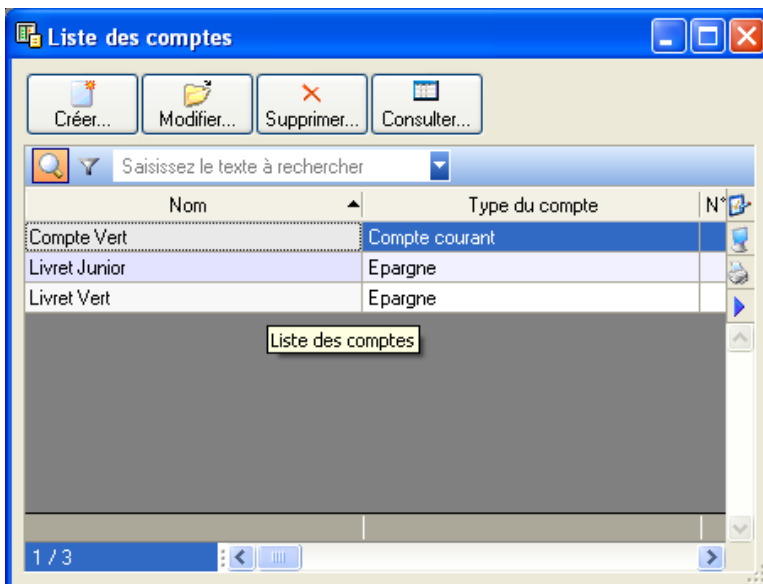 Liste des comptes
Créer... Modifier... Supprimer... Consulter...
Saisissez le texte à rechercher
Nom Type du compte N°
Compte Vert Compte courant
Livret Junior Epargne
Livret Vert Epargne
Liste des comptes
1 / 3